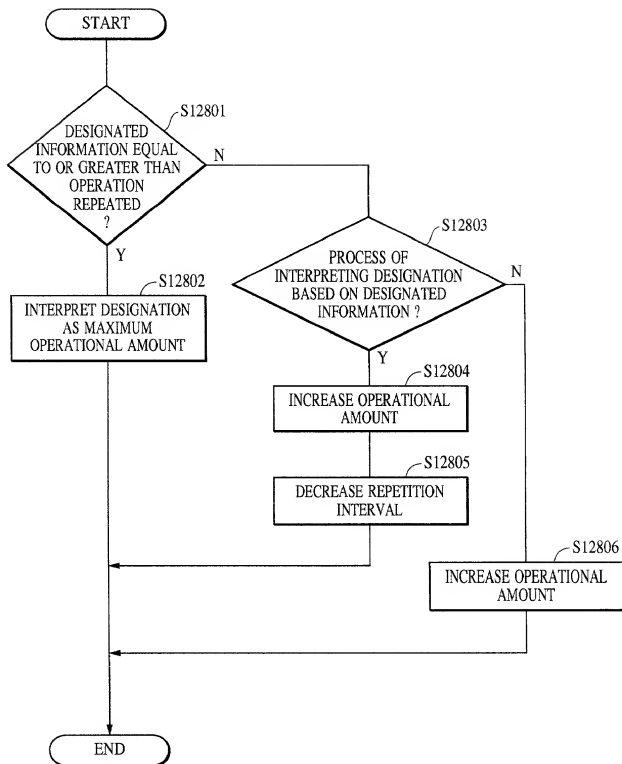 START
S12801
DESIGNATED
INFORMATION EQUAL
TO OR GREATER THAN
OPERATION
REPEATED
?
N
Y
S12802
INTERPRET DESIGNATION
AS MAXIMUM
OPERATIONAL AMOUNT
S12803
PROCESS OF
INTERPRETING DESIGNATION
BASED ON DESIGNATED
INFORMATION ?
N
Y
S12804
INCREASE OPERATIONAL
AMOUNT
S12805
DECREASE REPETITION
INTERVAL
S12806
INCREASE OPERATIONAL
AMOUNT
END